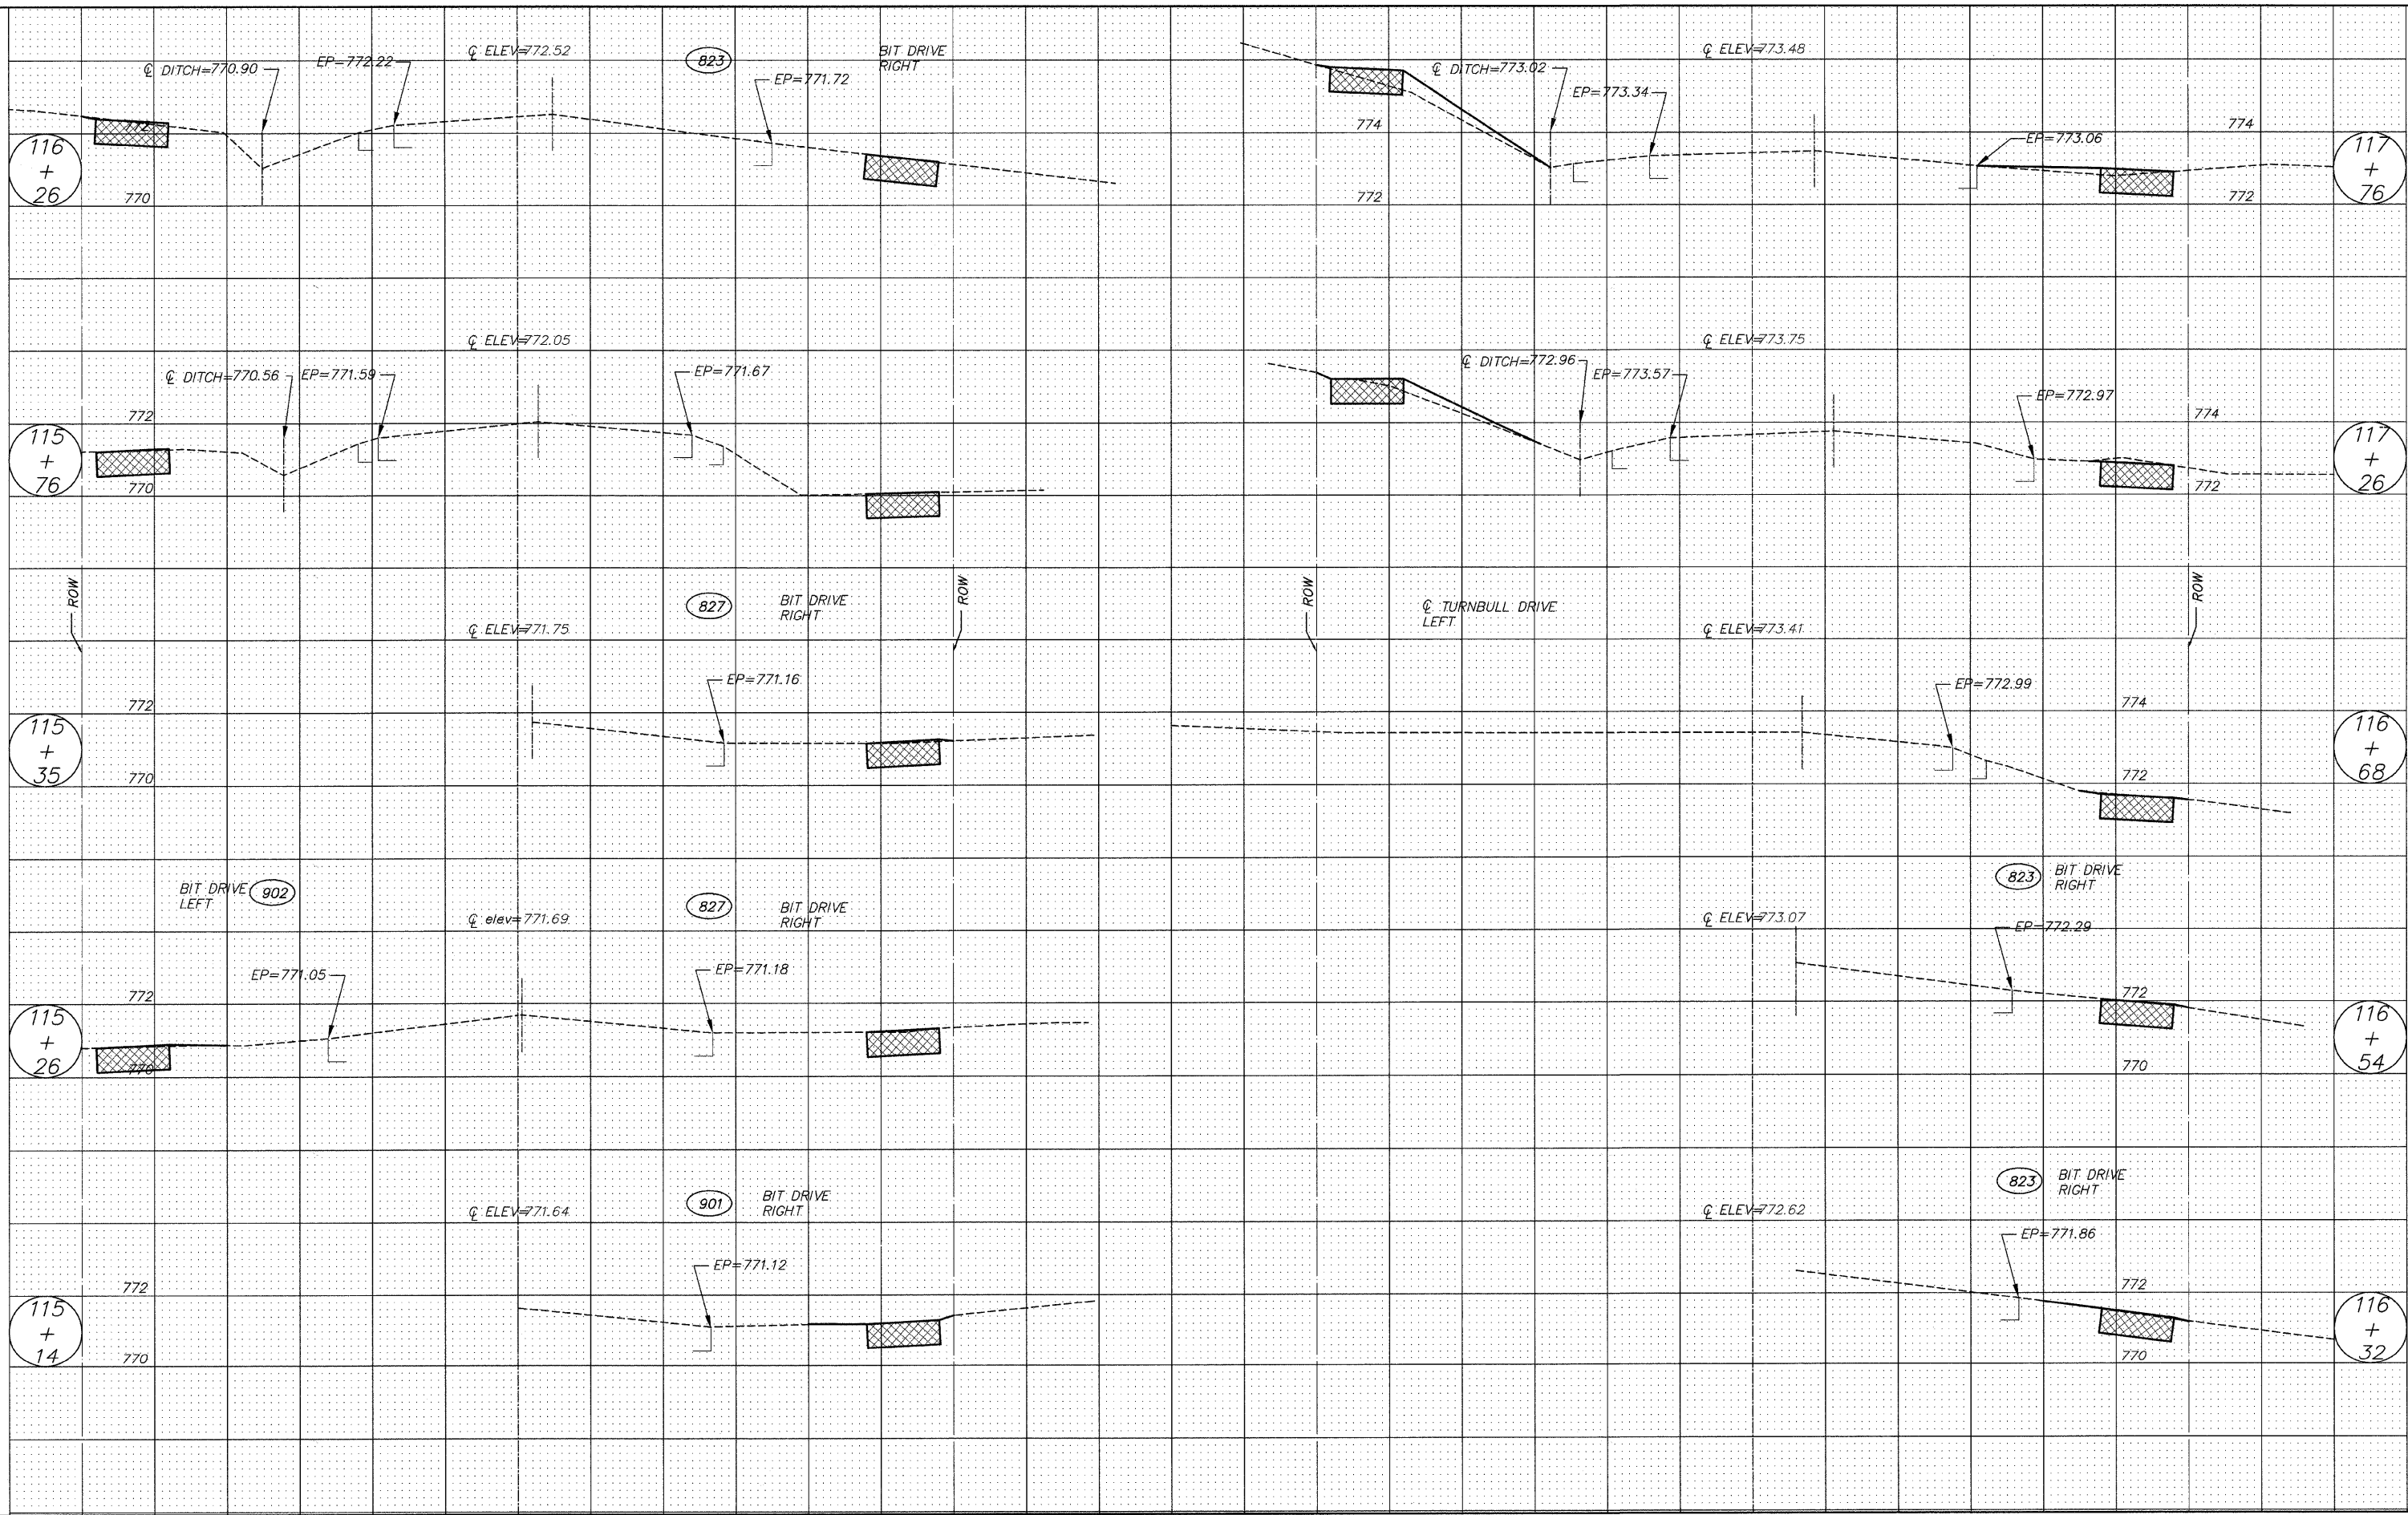 ℄ ELEV=772.52
823
BIT DRIVE
RIGHT
℄ DITCH=770.90
EP=772.22
EP=771.72
772
770
116
+
26
℄ ELEV=772.05
℄ DITCH=770.56
EP=771.59
EP=771.67
772
770
115
+
76
ROW
ROW
827
BIT DRIVE
RIGHT
℄ ELEV=771.75
EP=771.16
772
770
115
+
35
BIT DRIVE
LEFT
902
℄ elev=771.69
827
BIT DRIVE
RIGHT
EP=771.05
EP=771.18
772
770
115
+
26
901
BIT DRIVE
RIGHT
℄ ELEV=771.64
EP=771.12
772
770
115
+
14
℄ ELEV=773.48
℄ DITCH=773.02
EP=773.34
EP=773.06
774
774
772
772
117
+
76
℄ ELEV=773.75
℄ DITCH=772.96
EP=773.57
EP=772.97
774
772
117
+
26
ROW
ROW
℄ TURNBULL DRIVE
LEFT
℄ ELEV=773.41
EP=772.99
774
772
116
+
68
823
BIT DRIVE
RIGHT
℄ ELEV=773.07
EP=772.29
772
770
116
+
54
823
BIT DRIVE
RIGHT
℄ ELEV=772.62
EP=771.86
772
770
116
+
32